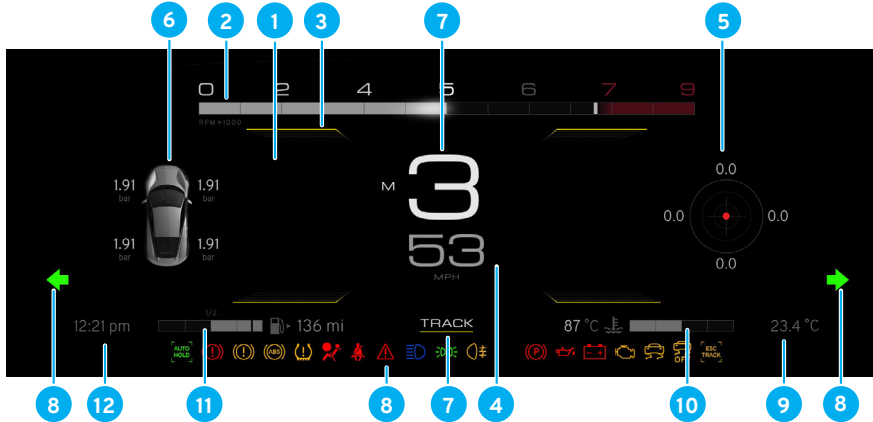 6 1 2 3 7 5
0 2 4 5 6 7 9
RPM×1000
0.0
1.91 bar 1.91 bar
M 3
0.0 0.0
53
MPH
1.91 bar 1.91 bar
0.0
1/2
12:21 pm 136 mi TRACK 87 °C 23.4 °C
AUTO HOLD (!) (!) (ABS) (!) (P) OFF ESC TRACK
8 12 11 8 7 4 10 9 8